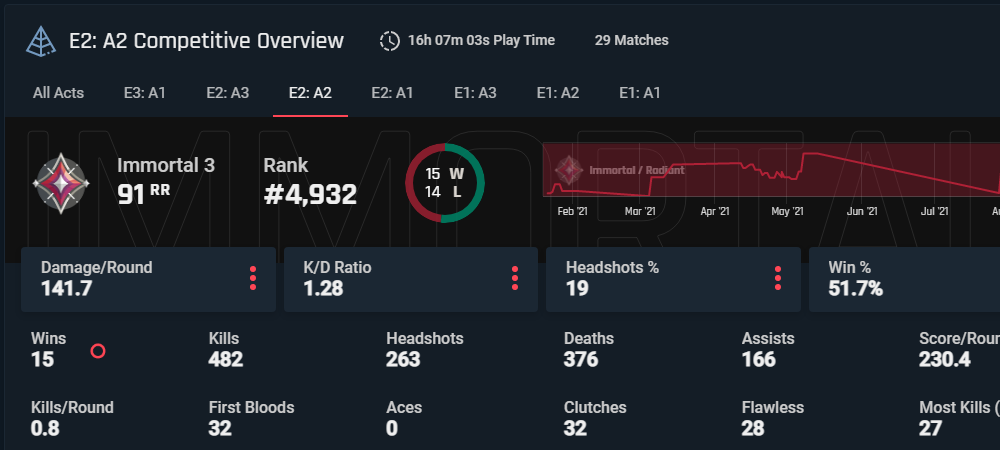 E2: A2 Competitive Overview 16h 07m 03s Play Time 29 Matches
All Acts E3: A1 E2: A3 E2: A2 E2: A1 E1: A3 E1: A2 E1: A1
IMMORTAL
Immortal 3 Rank
91 RR #4,932
15 W
14 L
Immortal / Radiant
Feb '21 Mar '21 Apr '21 May '21 Jun '21 Jul '21
Damage/Round K/D Ratio Headshots % Win %
141.7 1.28 19 51.7%
Wins Kills Headshots Deaths Assists Score/Roun
15 482 263 376 166 230.4
Kills/Round First Bloods Aces Clutches Flawless Most Kills (
0.8 32 0 32 28 27